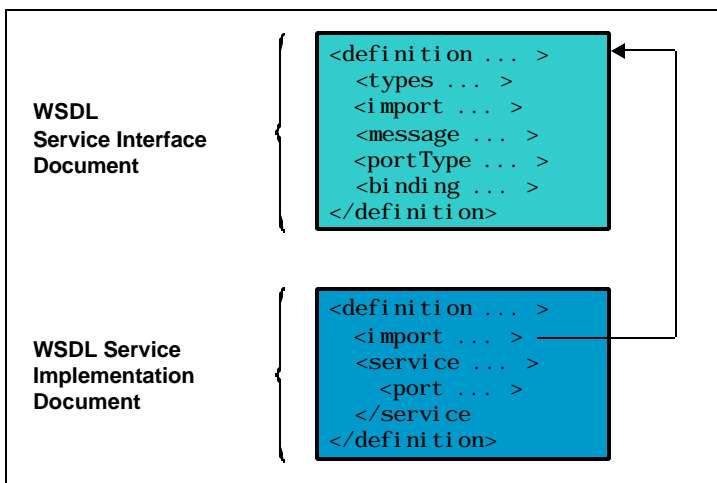 WSDL
Service Interface
Document
<definition ... >
<types ... >
<import ... >
<message ... >
<portType ... >
<binding ... >
</definition>
WSDL Service
Implementation
Document
<definition ... >
<import ... >
<service ... >
<port ... >
</service
</definition>